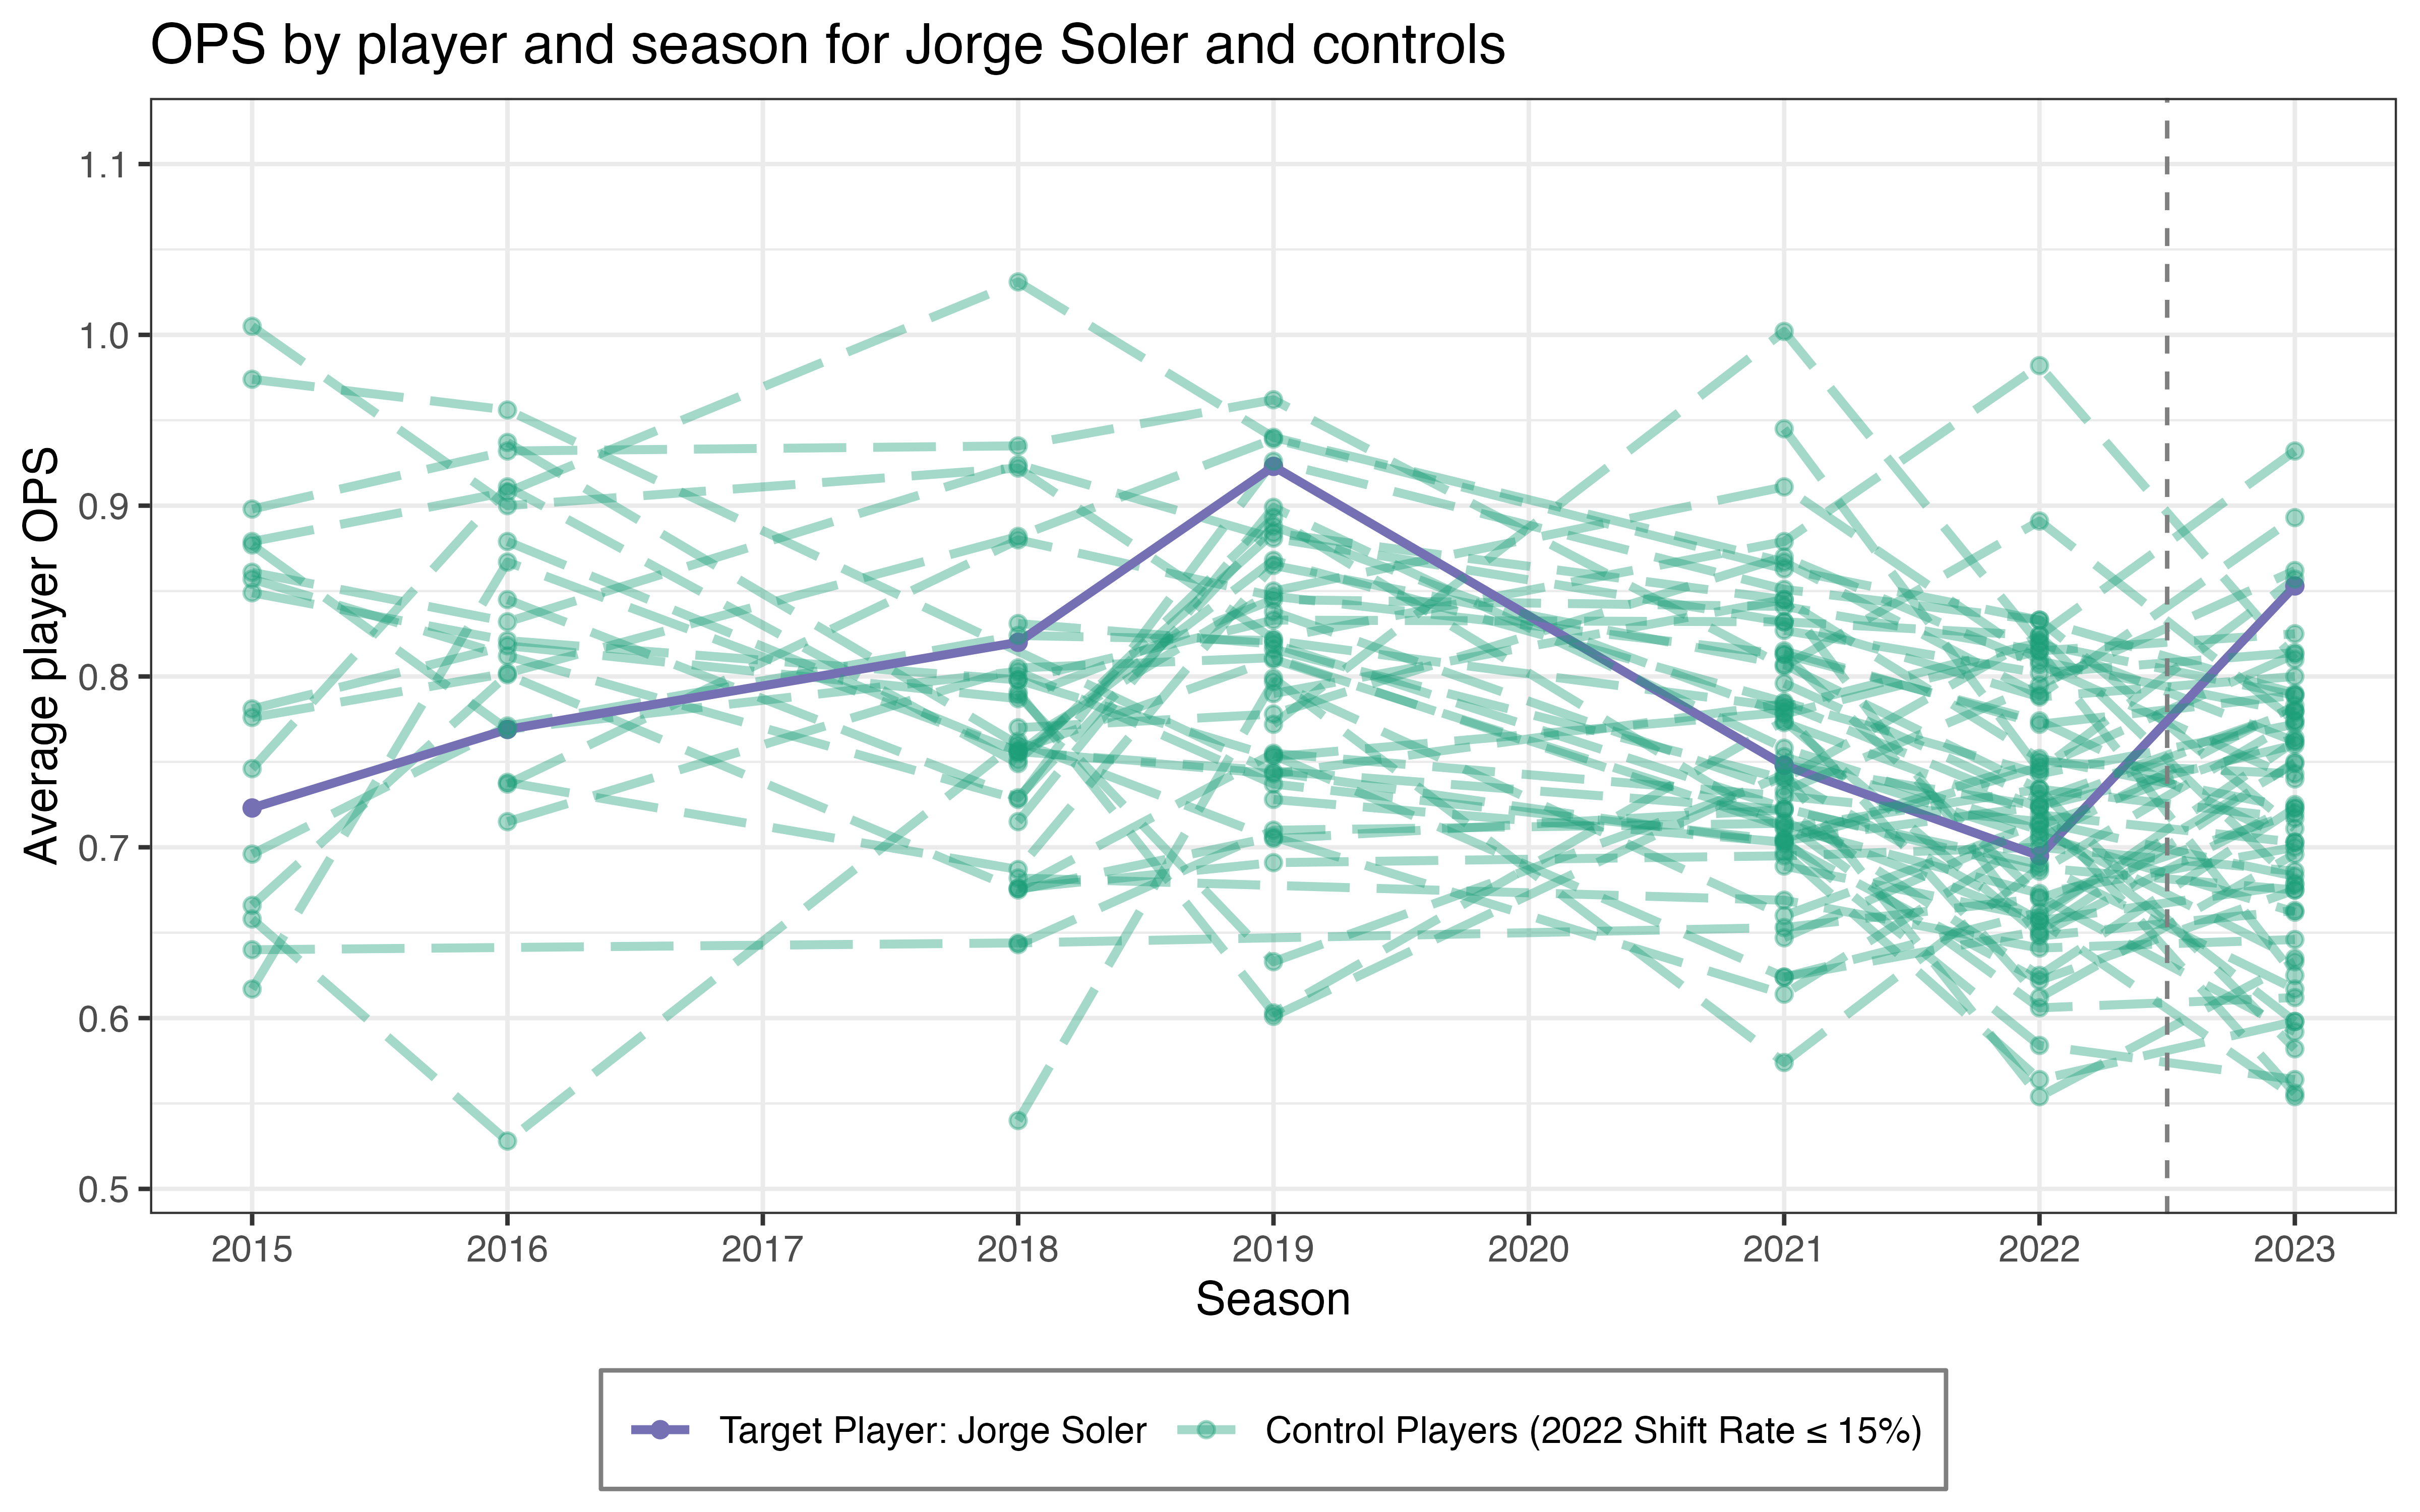 OPS by player and season for Jorge Soler and controls
Average player OPS
1.1
1.0
0.9
0.8
0.7
0.6
0.5
2015 2016 2017 2018 2019 2020 2021 2022 2023
Season
Target Player: Jorge Soler Control Players (2022 Shift Rate ≤ 15%)